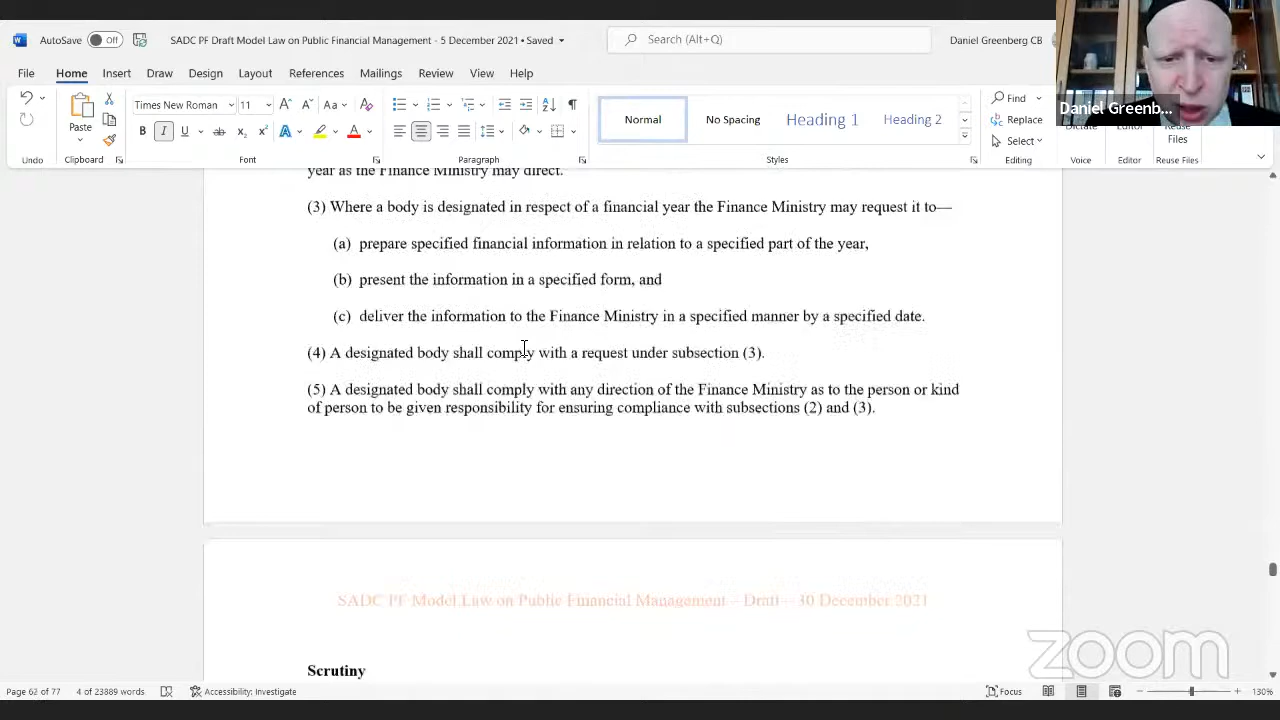 AutoSave Off SADC PF Draft Model Law on Public Financial Management - 5 December 2021 • Saved Search (Alt+Q) Daniel Greenberg CB
File Home Insert Draw Design Layout References Mailings Review View Help
Daniel Greenb...
Times New Roman 11 Aa Find
Paste Normal No Spacing Heading 1 Heading 2 Replace
B I U ab x₂ x² A A Select
Dictate Editor Reuse Files
Undo Clipboard Font Paragraph Styles Editing Voice Editor Reuse Files
year as the Finance Ministry may direct.
(3) Where a body is designated in respect of a financial year the Finance Ministry may request it to—
(a) prepare specified financial information in relation to a specified part of the year,
(b) present the information in a specified form, and
(c) deliver the information to the Finance Ministry in a specified manner by a specified date.
(4) A designated body shall comply with a request under subsection (3).
(5) A designated body shall comply with any direction of the Finance Ministry as to the person or kind
of person to be given responsibility for ensuring compliance with subsections (2) and (3).
SADC PF Model Law on Public Financial Management – Draft – 30 December 2021
zoom
Scrutiny
Page 62 of 77 4 of 23889 words Accessibility: Investigate Focus 130%